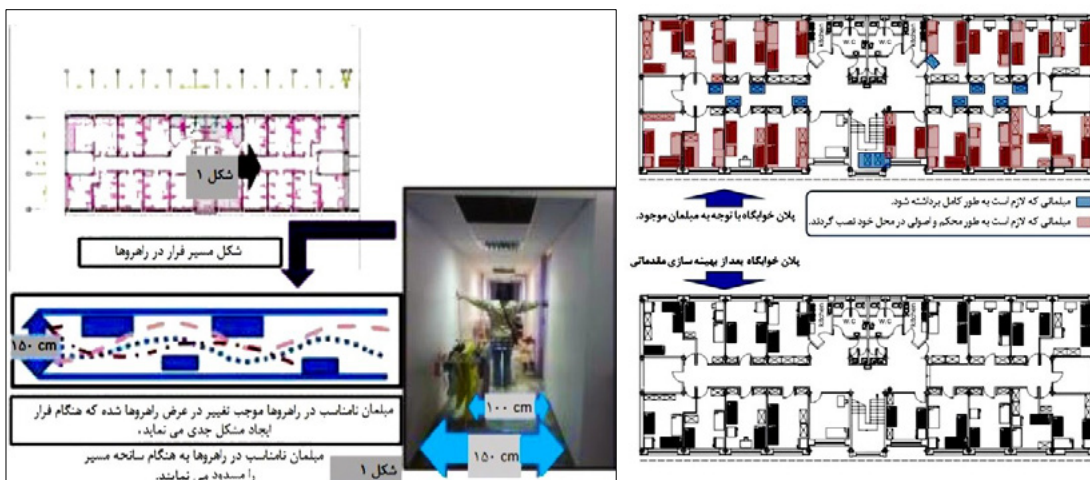 شکل ۱
شکل مسیر فرار در راهروها
۱۵۰ cm
مبلمان نامناسب در راهروها موجب تغییر در عرض راهروها شده که هنگام فرار
ایجاد مشکل جدی می نماید.
مبلمان نامناسب در راهروها به هنگام سانحه مسیر
را مسدود می نمایند.
شکل ۱
۱۰۰ cm
۱۵۰ cm
kitchen
W.C
W.C
kitchen
پلان خوابگاه با توجه به مبلمان موجود.
مبلمانی که لازم است به طور کامل برداشته شود.
مبلمانی که لازم است به طور محکم و اصولی در محل خود نصب گردند.
پلان خوابگاه بعد از بهینه سازی مقدماتی
kitchen
W.C
W.C
kitchen